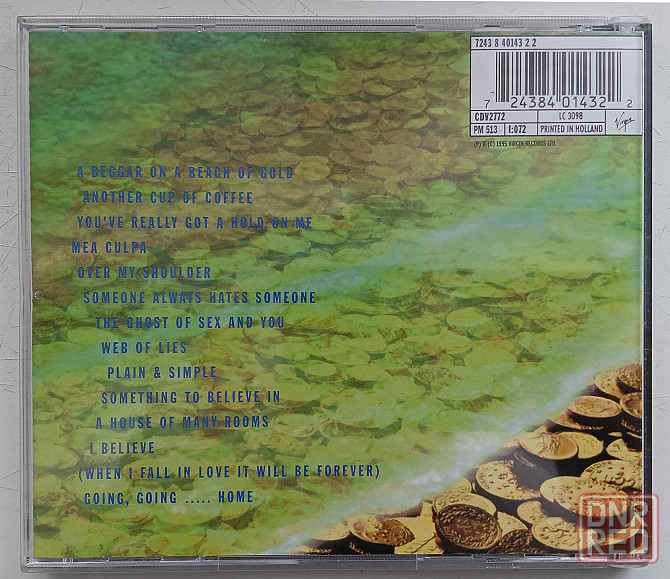 7243 8 40143 2 2
7 24384 01432 2
CDV2772
LC 3098
PM 513
I:072
PRINTED IN HOLLAND
Virgin
(P) & (C) 1995 VIRGIN RECORDS LTD.
A BEGGAR ON A BEACH OF GOLD
ANOTHER CUP OF COFFEE
YOU'VE REALLY GOT A HOLD ON ME
MEA CULPA
OVER MY SHOULDER
SOMEONE ALWAYS HATES SOMEONE
THE GHOST OF SEX AND YOU
WEB OF LIES
PLAIN & SIMPLE
SOMETHING TO BELIEVE IN
A HOUSE OF MANY ROOMS
I BELIEVE
(WHEN I FALL IN LOVE IT WILL BE FOREVER)
GOING, GOING ..... HOME
DNR
RED